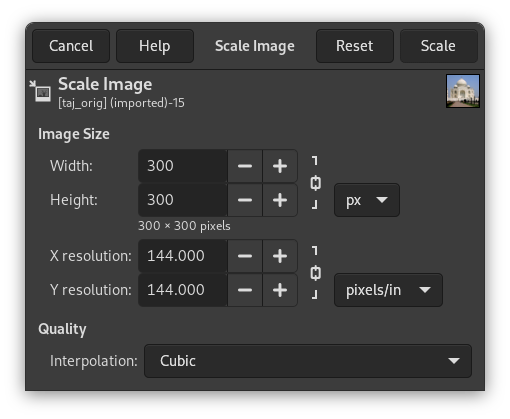 Cancel Help Scale Image Reset Scale
Scale Image
[taj_orig] (imported)-15
Image Size
Width: 300
Height: 300 px
300 × 300 pixels
X resolution: 144.000
Y resolution: 144.000 pixels/in
Quality
Interpolation: Cubic